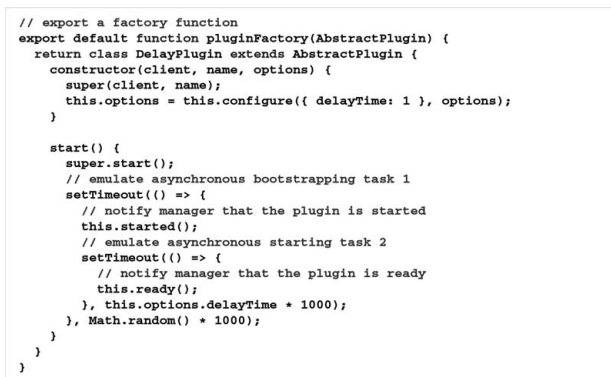 // export a factory function
export default function pluginFactory(AbstractPlugin) {
  return class DelayPlugin extends AbstractPlugin {
    constructor(client, name, options) {
      super(client, name);
      this.options = this.configure({ delayTime: 1 }, options);
    }

    start() {
      super.start();
      // emulate asynchronous bootstrapping task 1
      setTimeout(() => {
        // notify manager that the plugin is started
        this.started();
        // emulate asynchronous starting task 2
        setTimeout(() => {
          // notify manager that the plugin is ready
          this.ready();
        }, this.options.delayTime * 1000);
      }, Math.random() * 1000);
    }
  }
}